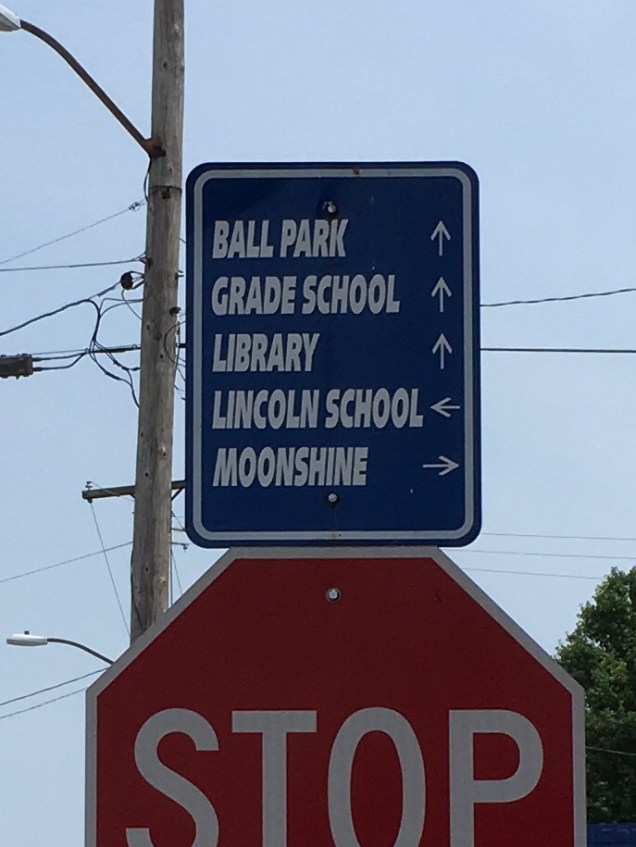 BALL PARK ↑
GRADE SCHOOL ↑
LIBRARY ↑
LINCOLN SCHOOL ←
MOONSHINE →
STOP